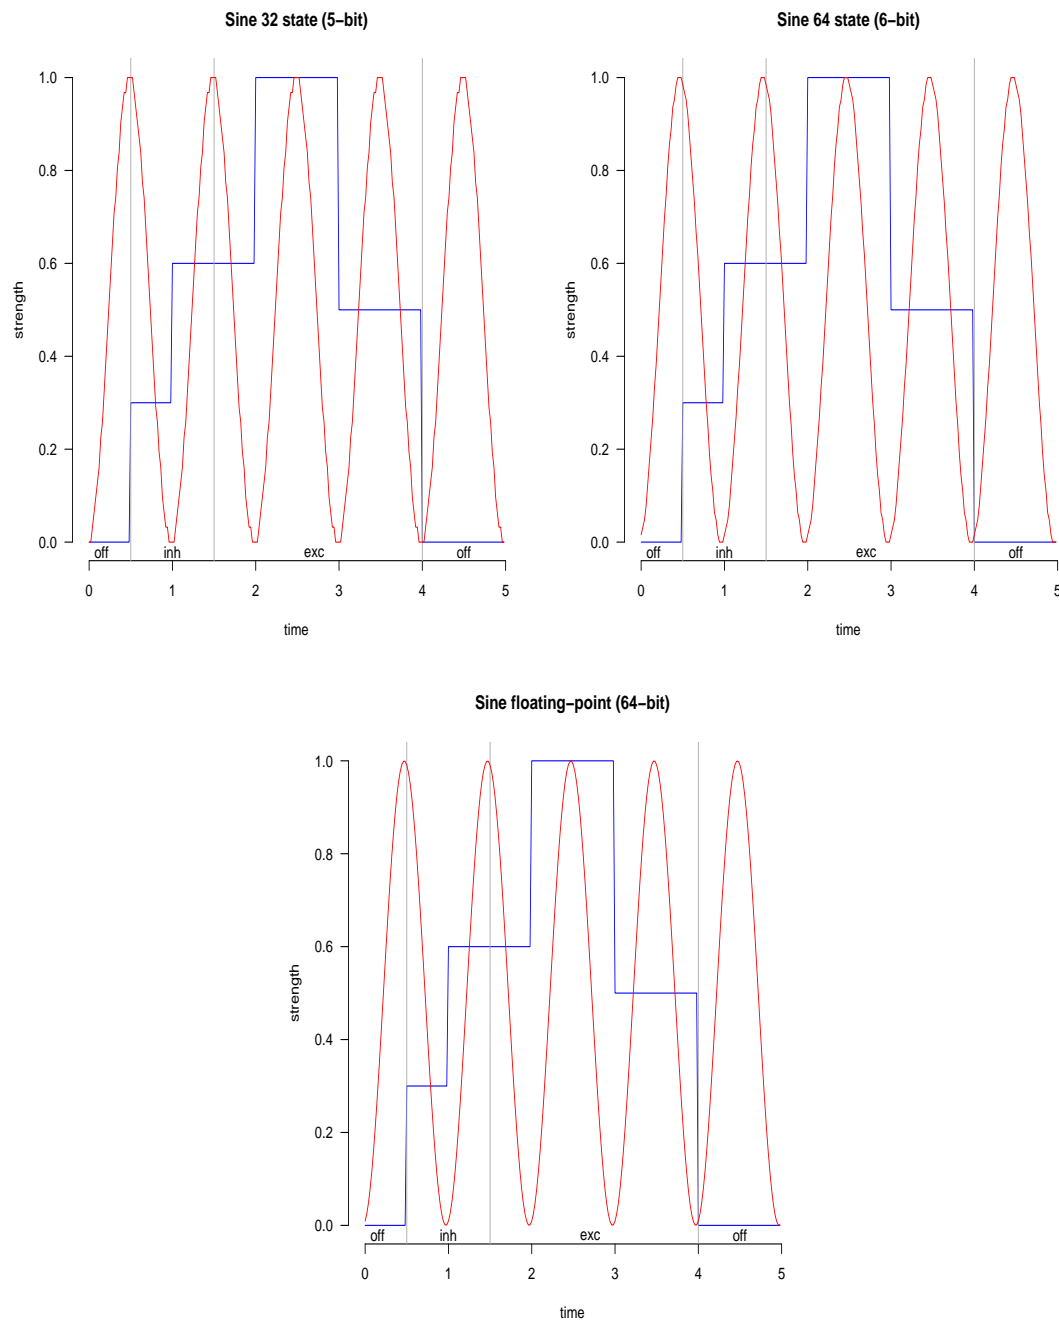 Sine 32 state (5−bit)
strength
1.0
0.8
0.6
0.4
0.2
0.0
off inh exc off
0 1 2 3 4 5
time
Sine 64 state (6−bit)
strength
1.0
0.8
0.6
0.4
0.2
0.0
off inh exc off
0 1 2 3 4 5
time
Sine floating−point (64−bit)
strength
1.0
0.8
0.6
0.4
0.2
0.0
off inh exc off
0 1 2 3 4 5
time